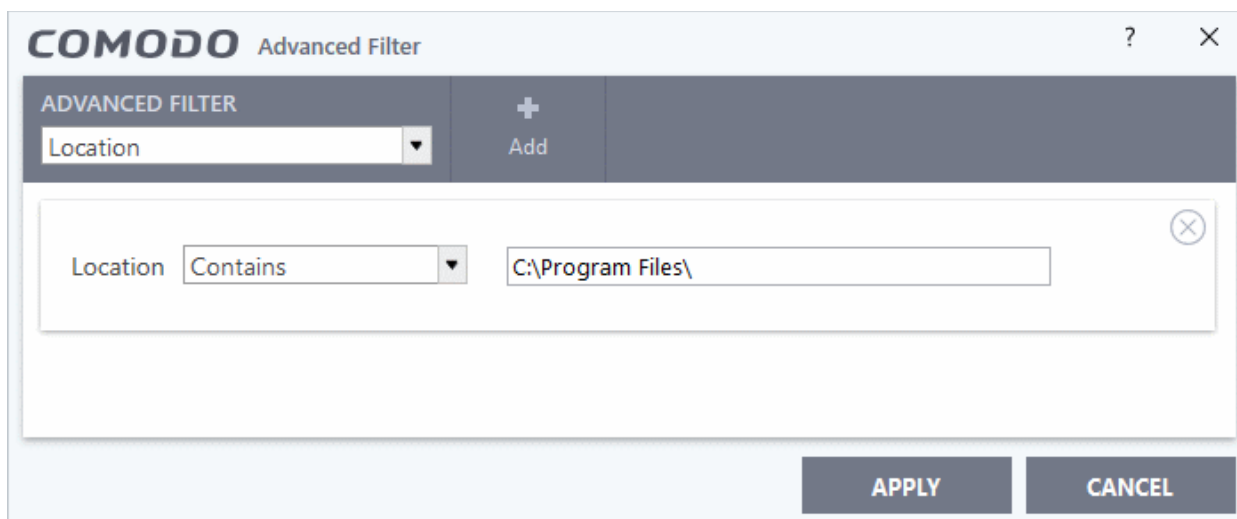 COMODO Advanced Filter ?
ADVANCED FILTER
Location
Add
Location Contains C:\Program Files\
APPLY CANCEL